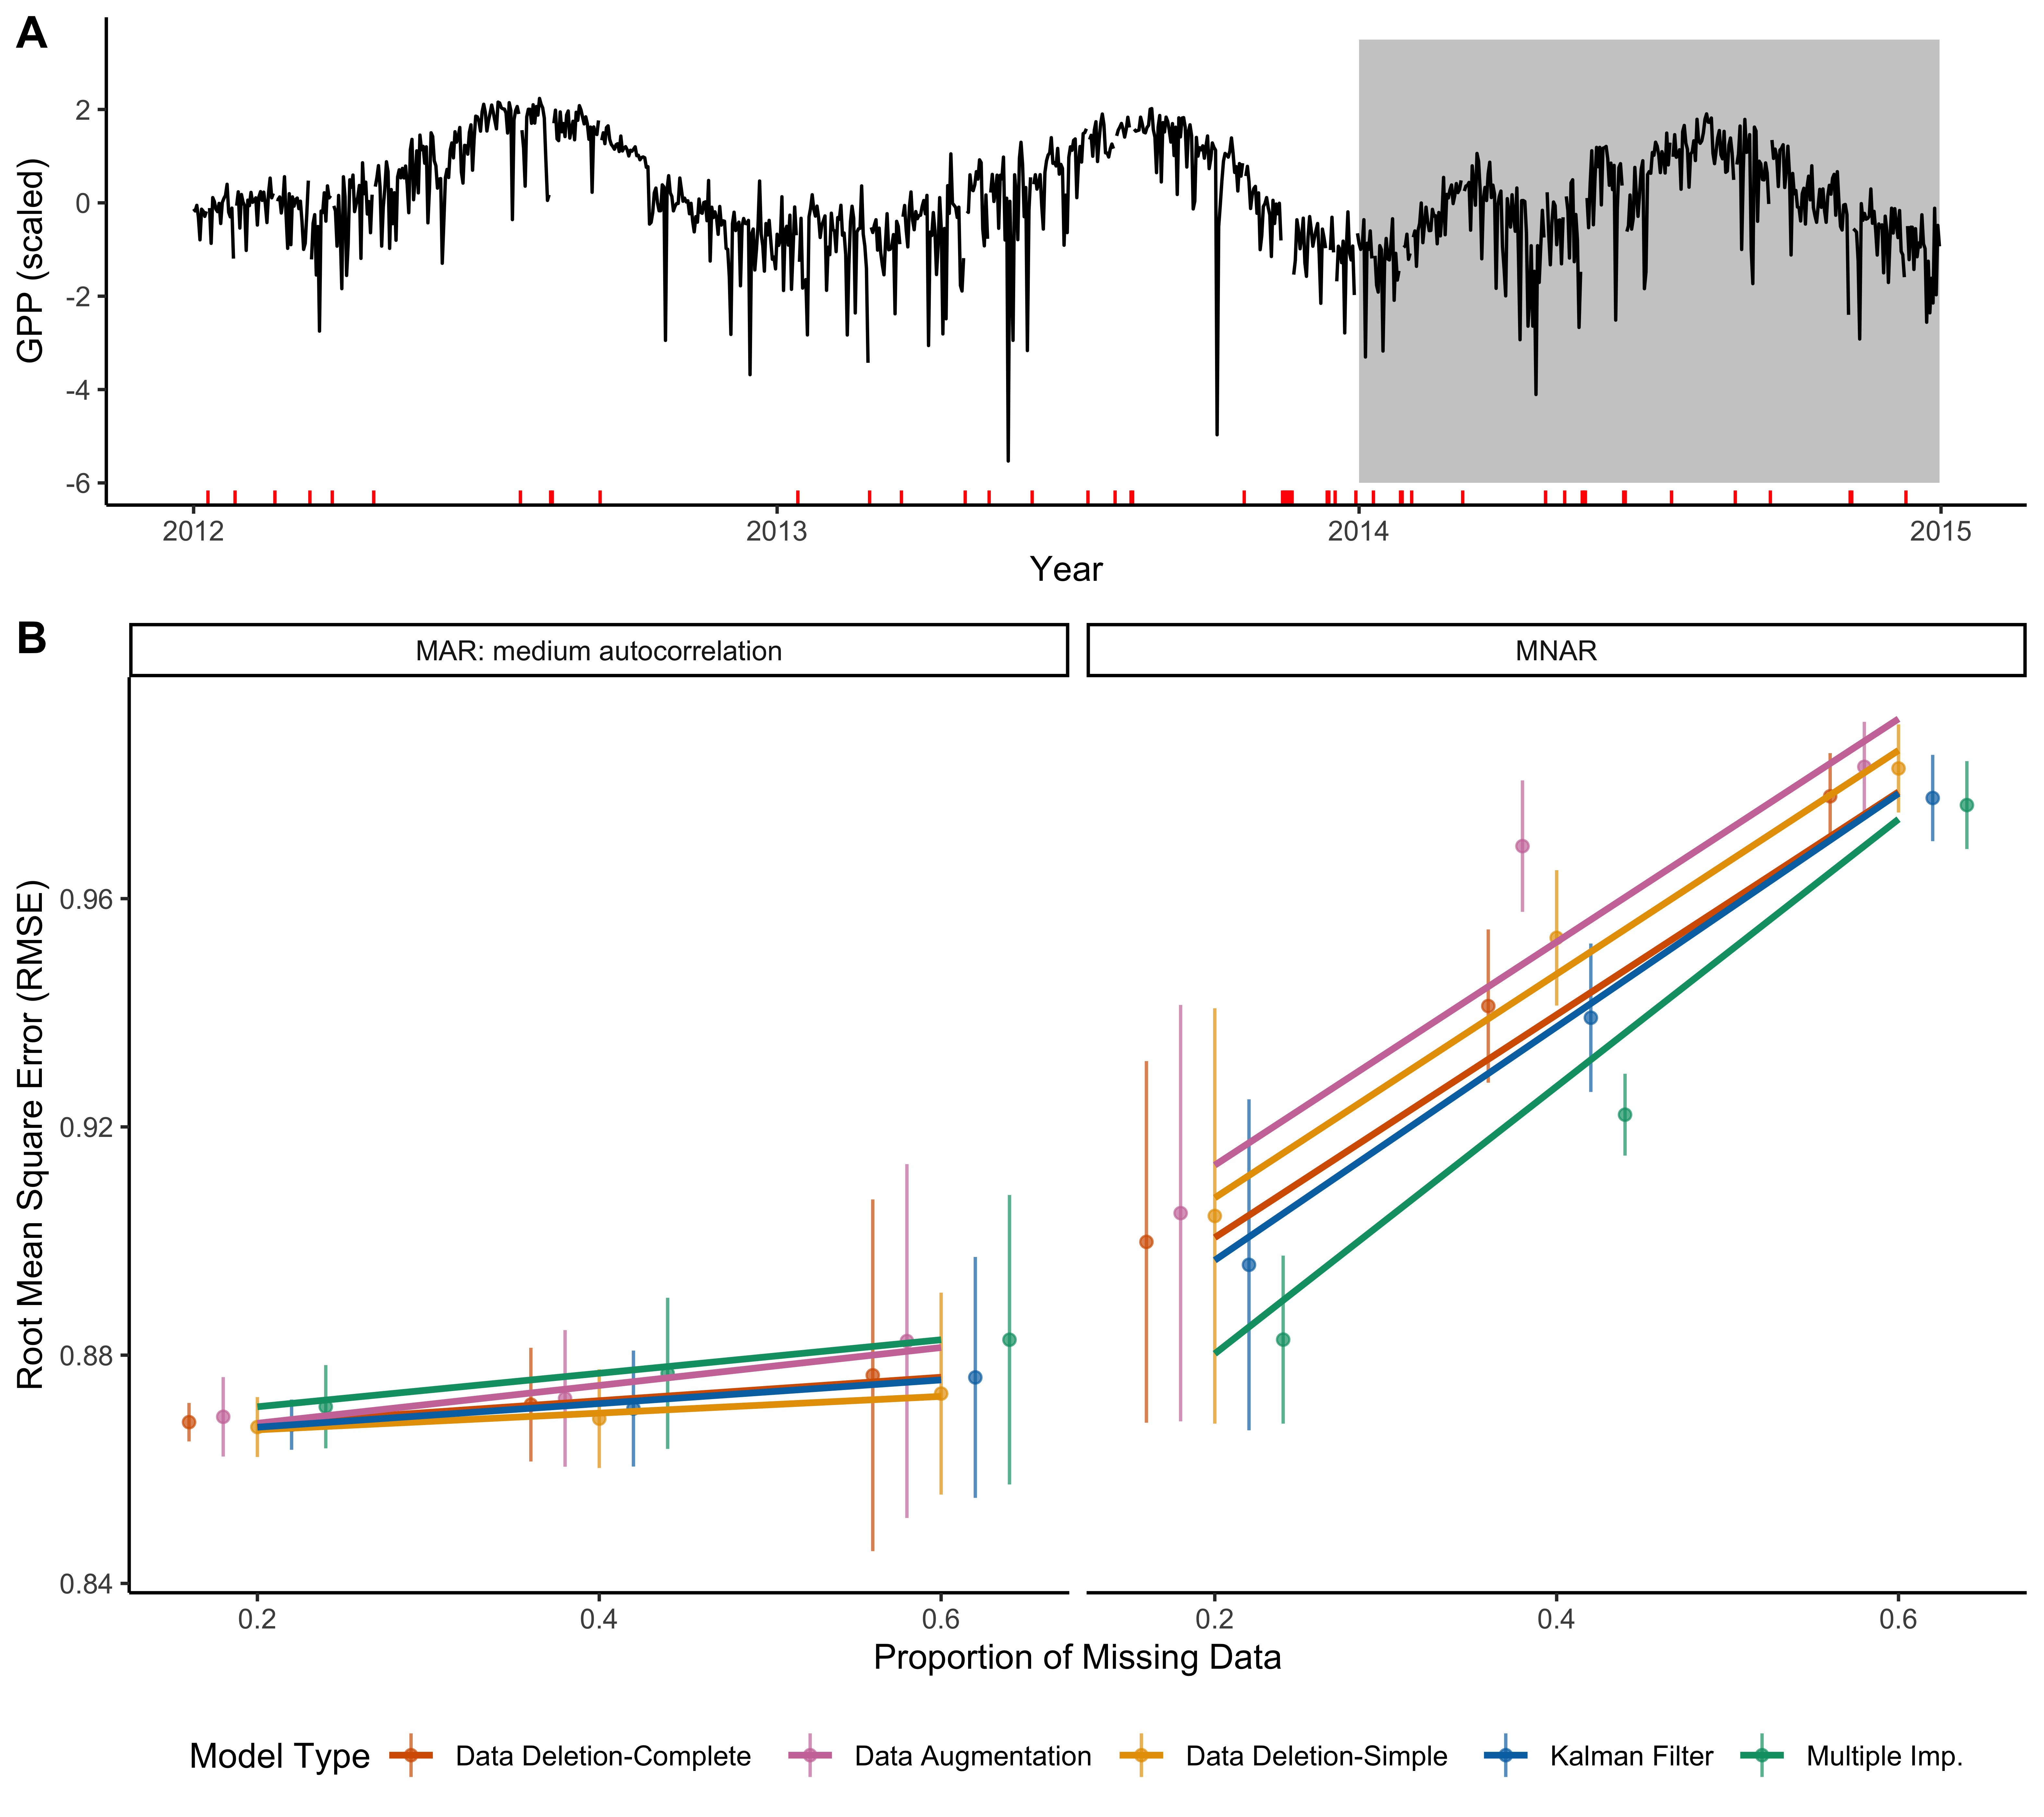 A
GPP (scaled)
2
0
-2
-4
-6
2012 2013 2014 2015
Year
B
MAR: medium autocorrelation MNAR
Root Mean Square Error (RMSE)
0.96
0.92
0.88
0.84
0.2 0.4 0.6 0.2 0.4 0.6
Proportion of Missing Data
Model Type Data Deletion-Complete Data Augmentation Data Deletion-Simple Kalman Filter Multiple Imp.